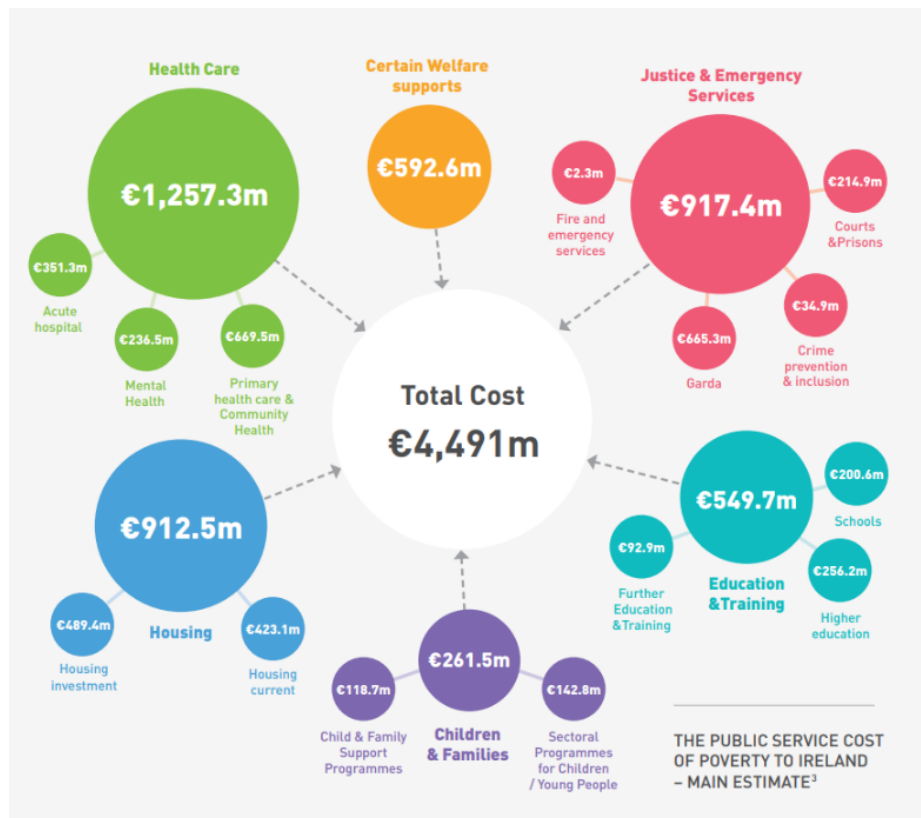 Health Care
€1,257.3m
€351.3m
Acute
hospital
€236.5m
Mental
Health
€669.5m
Primary
health care &
Community
Health
Certain Welfare
supports
€592.6m
Justice & Emergency
Services
€917.4m
€2.3m
Fire and
emergency
services
€214.9m
Courts
&Prisons
€665.3m
Garda
€34.9m
Crime
prevention
& inclusion
Total Cost
€4,491m
€912.5m
Housing
€489.4m
Housing
investment
€423.1m
Housing
current
€261.5m
Children
& Families
€118.7m
Child & Family
Support
Programmes
€142.8m
Sectoral
Programmes
for Children
/ Young People
€549.7m
Education
&Training
€200.6m
Schools
€92.9m
Further
Education
&Training
€256.2m
Higher
education
THE PUBLIC SERVICE COST
OF POVERTY TO IRELAND
– MAIN ESTIMATE³